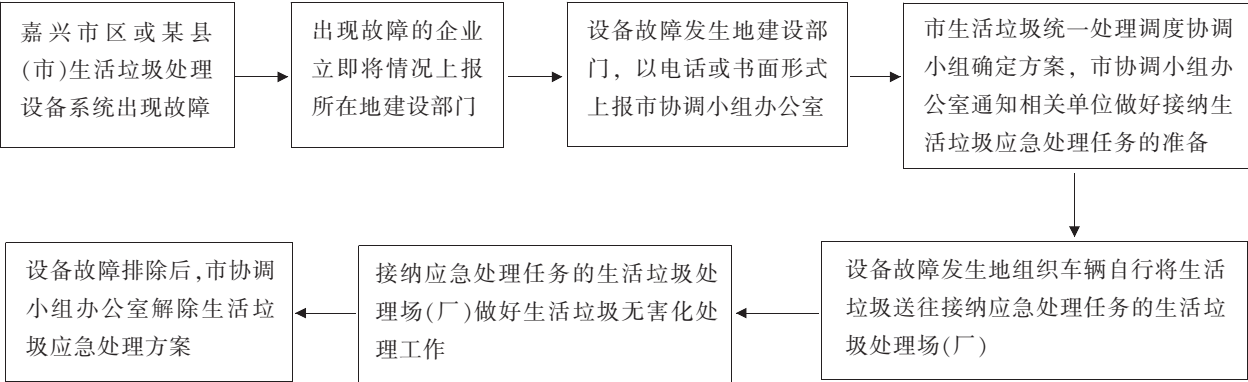 嘉兴市区或某县
(市)生活垃圾处理
设备系统出现故障
出现故障的企业
立即将情况上报
所在地建设部门
设备故障发生地建设部
门，以电话或书面形式
上报市协调小组办公室
市生活垃圾统一处理调度协调
小组确定方案，市协调小组办
公室通知相关单位做好接纳生
活垃圾应急处理任务的准备
设备故障发生地组织车辆自行将生活
垃圾送往接纳应急处理任务的生活垃
圾处理场(厂)
接纳应急处理任务的生活垃圾处
理场(厂)做好生活垃圾无害化处
理工作
设备故障排除后,市协调
小组办公室解除生活垃
圾应急处理方案